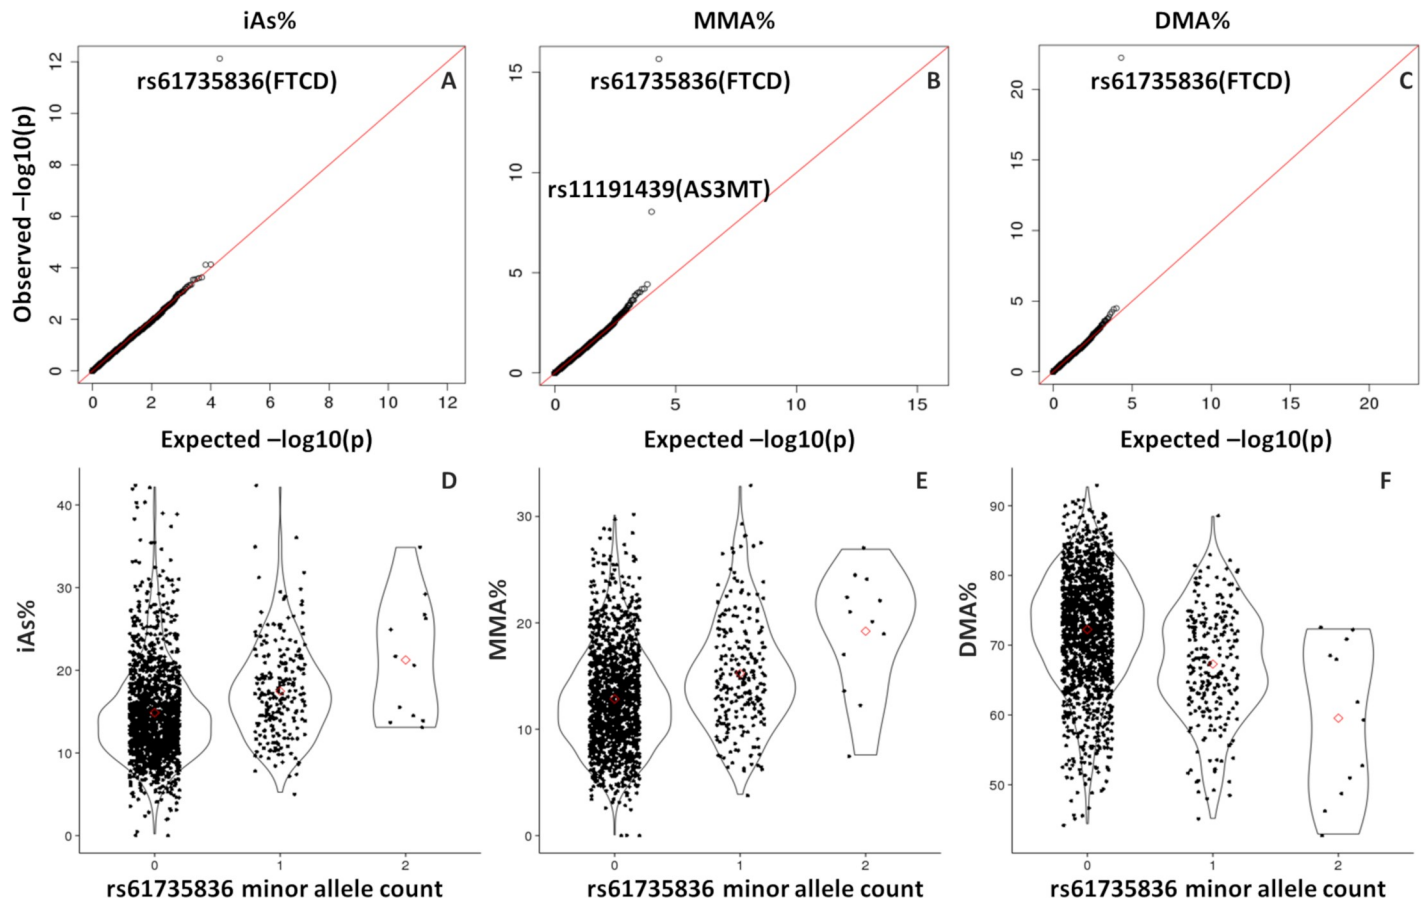 iAs%
MMA%
DMA%
Observed –log10(p)
12
10
8
6
4
2
0
rs61735836(FTCD)
A
0
2
4
6
8
10
12
Expected –log10(p)
15
10
5
0
rs61735836(FTCD)
B
rs11191439(AS3MT)
0
5
10
15
Expected –log10(p)
20
15
10
5
0
rs61735836(FTCD)
C
0
5
10
15
20
Expected –log10(p)
iAs%
40
30
20
10
0
D
0
1
2
rs61735836 minor allele count
MMA%
30
20
10
0
E
0
1
2
rs61735836 minor allele count
DMA%
90
80
70
60
50
F
0
1
2
rs61735836 minor allele count